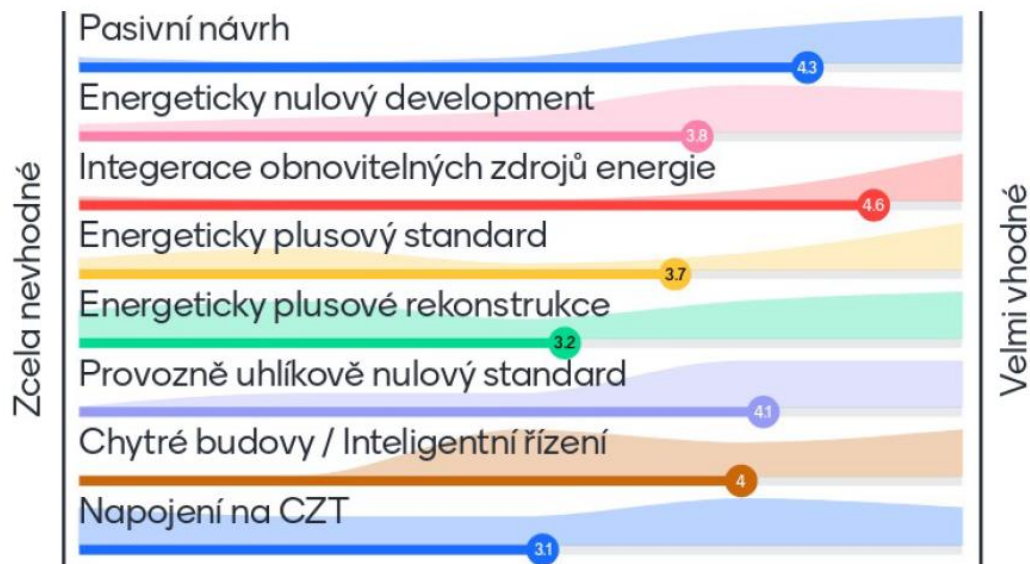 Pasivní návrh
4.3
Energeticky nulový development
3.8
Integerace obnovitelných zdrojů energie
4.6
Energeticky plusový standard
3.7
Energeticky plusové rekonstrukce
3.2
Provozně uhlíkově nulový standard
4.1
Chytré budovy / Inteligentní řízení
4
Napojení na CZT
3.1
Zcela nevhodné
Velmi vhodné